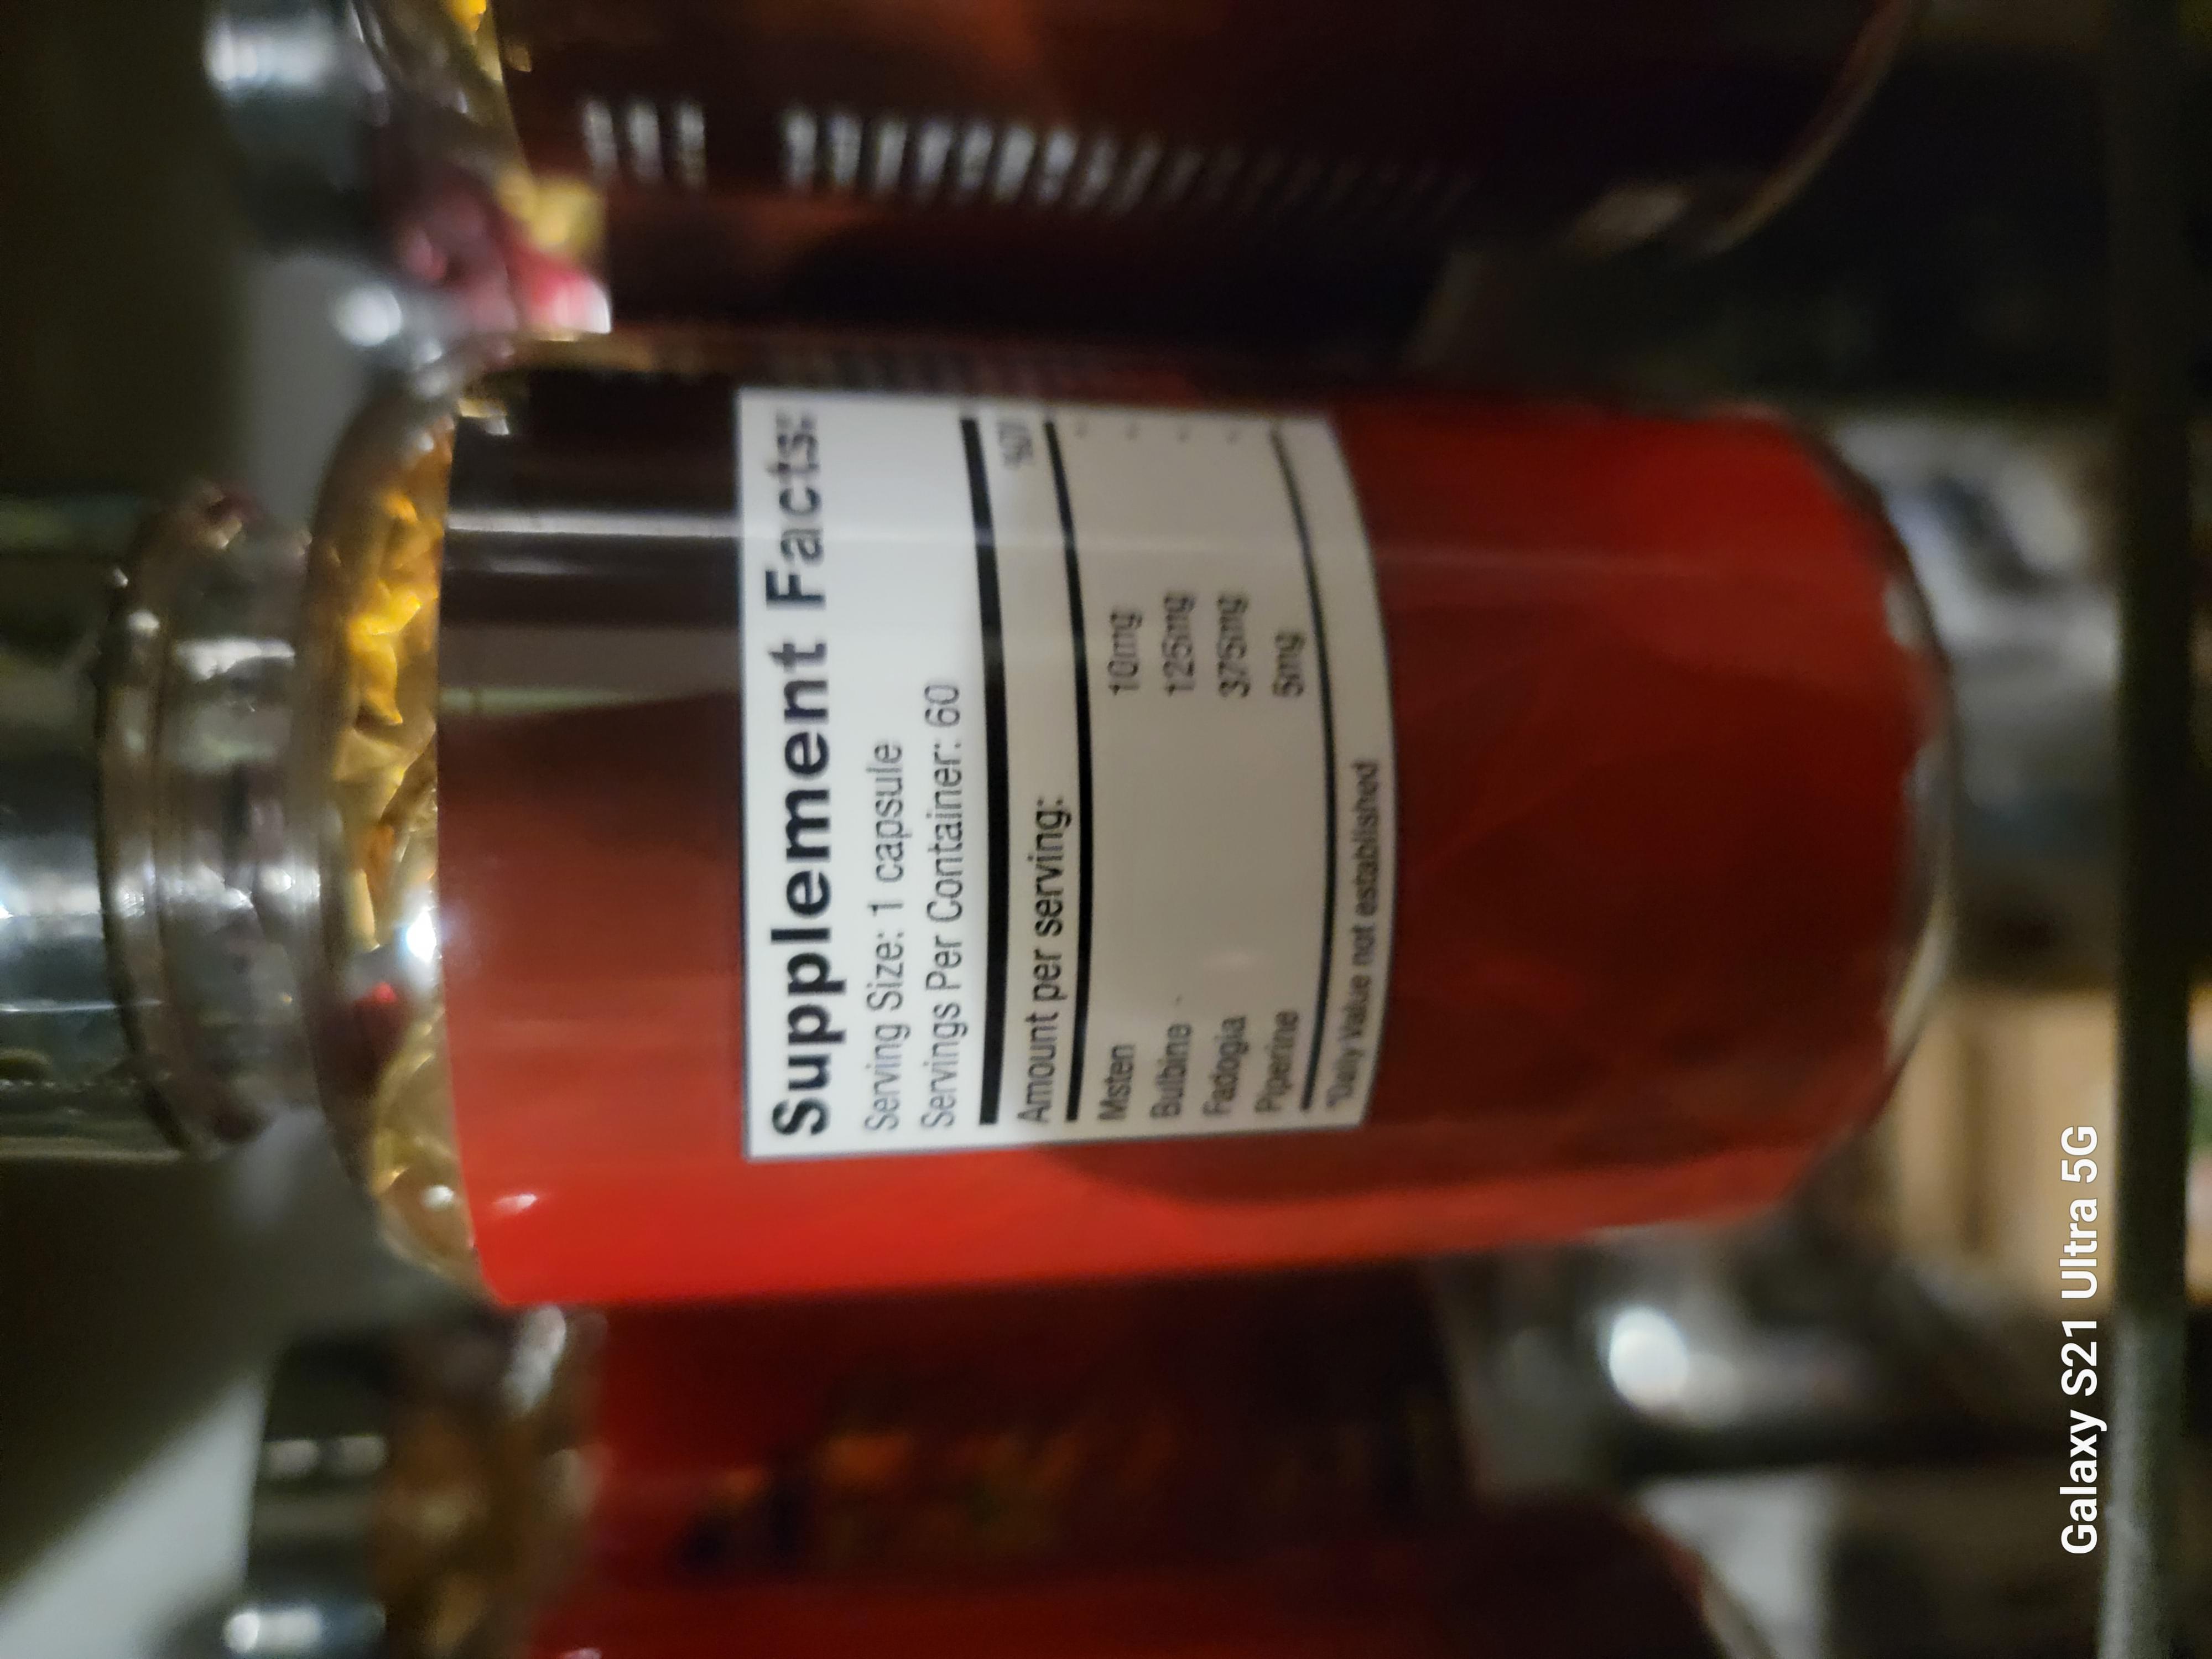 Supplement Facts:
Serving Size: 1 capsule
Servings Per Container: 60
%DV
Amount per serving:
Msten 10mg *
Bulbine 125mg *
Fadogia 375mg *
Piperine 5mg *
*Daily Value not established
Galaxy S21 Ultra 5G